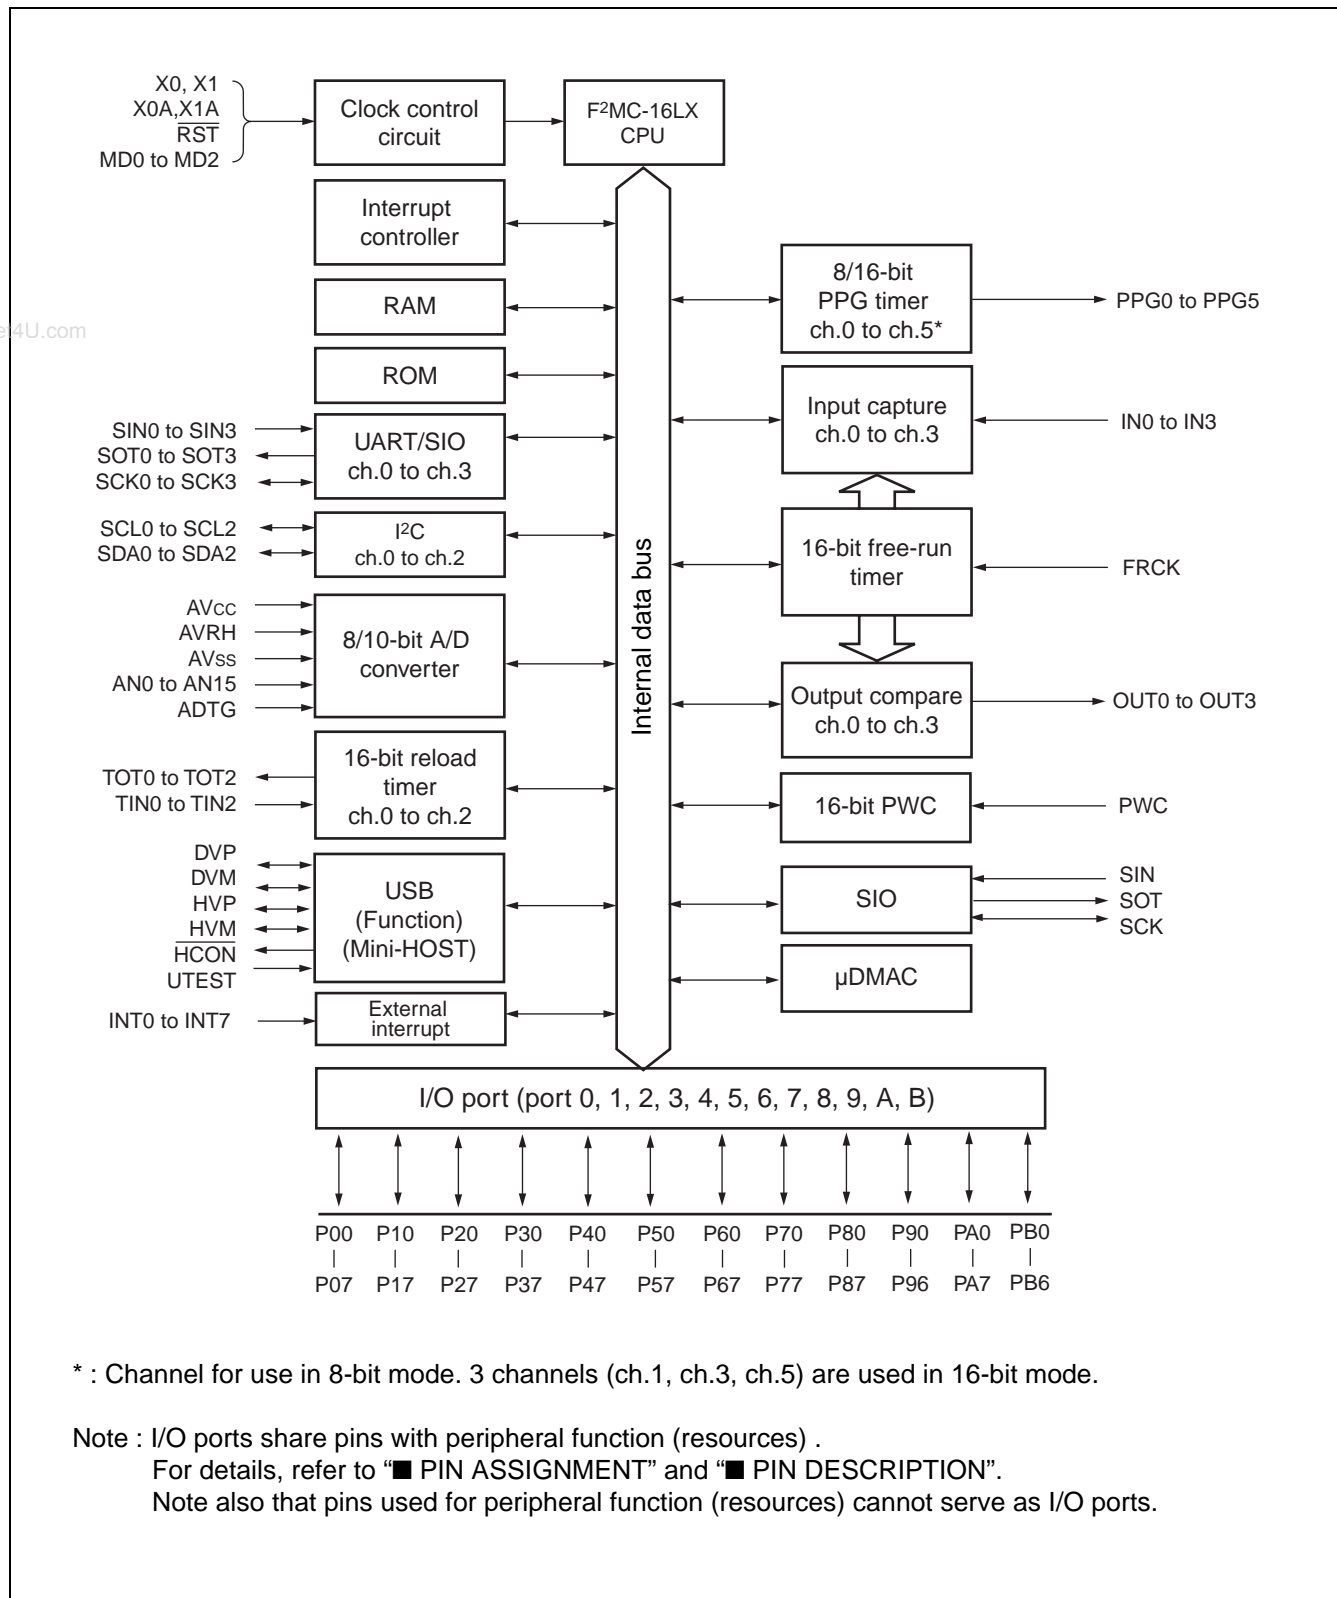 X0, X1
X0A,X1A
RST
MD0 to MD2
Clock control
circuit
F2MC-16LX
CPU
Interrupt
controller
RAM
et4U.com
ROM
SIN0 to SIN3
SOT0 to SOT3
SCK0 to SCK3
UART/SIO
ch.0 to ch.3
SCL0 to SCL2
SDA0 to SDA2
I2C
ch.0 to ch.2
AVCC
AVRH
AVSS
AN0 to AN15
ADTG
8/10-bit A/D
converter
TOT0 to TOT2
TIN0 to TIN2
16-bit reload
timer
ch.0 to ch.2
DVP
DVM
HVP
HVM
HCON
UTEST
USB
(Function)
(Mini-HOST)
INT0 to INT7
External
interrupt
Internal data bus
8/16-bit
PPG timer
ch.0 to ch.5*
PPG0 to PPG5
Input capture
ch.0 to ch.3
IN0 to IN3
16-bit free-run
timer
FRCK
Output compare
ch.0 to ch.3
OUT0 to OUT3
16-bit PWC
PWC
SIO
SIN
SOT
SCK
µDMAC
I/O port (port 0, 1, 2, 3, 4, 5, 6, 7, 8, 9, A, B)
P00 P10 P20 P30 P40 P50 P60 P70 P80 P90 PA0 PB0
P07 P17 P27 P37 P47 P57 P67 P77 P87 P96 PA7 PB6
* : Channel for use in 8-bit mode. 3 channels (ch.1, ch.3, ch.5) are used in 16-bit mode.
Note : I/O ports share pins with peripheral function (resources) .
For details, refer to “■ PIN ASSIGNMENT” and “■ PIN DESCRIPTION”.
Note also that pins used for peripheral function (resources) cannot serve as I/O ports.